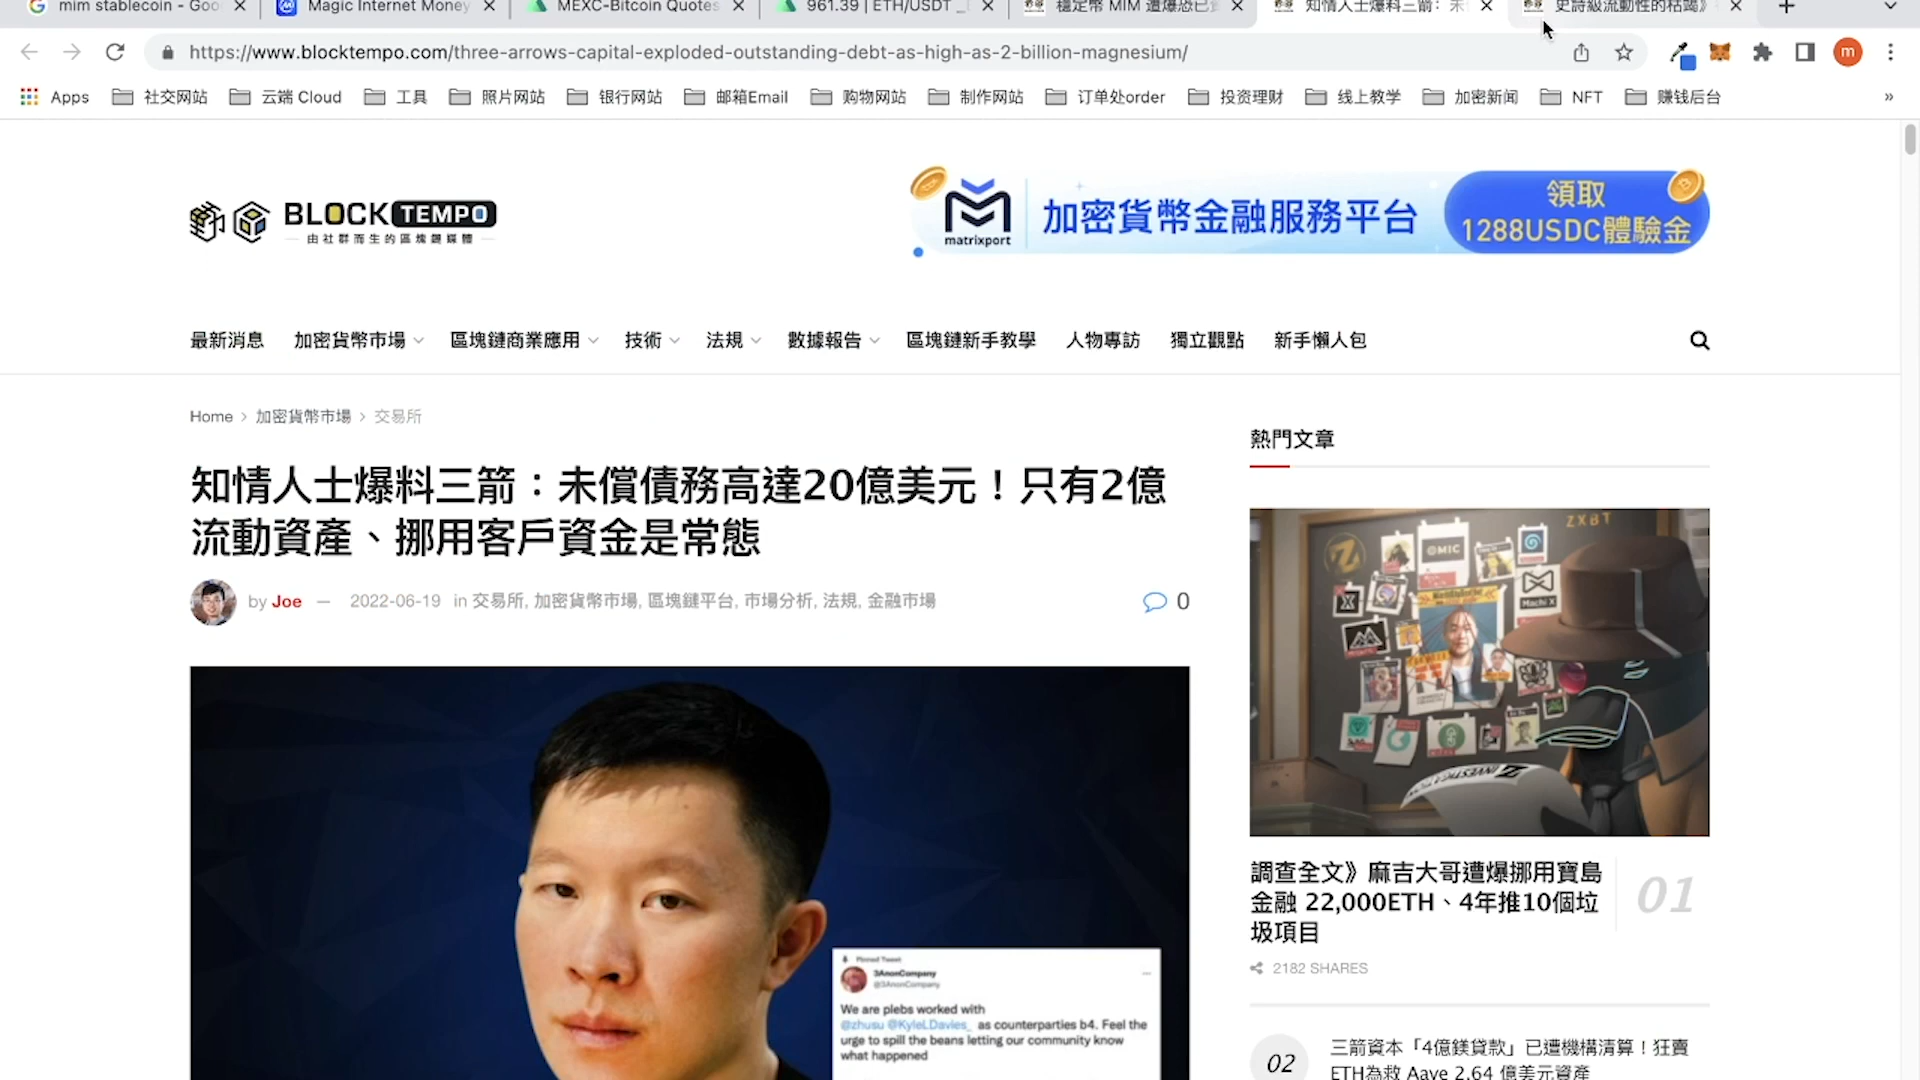 mim stablecoin - Goo
Magic Internet Money
MEXC-Bitcoin Quotes
961.39 | ETH/USDT _
穩定幣 MIM 遭爆恐已資
知情人士爆料三箭：未
史詩級流動性的枯竭》
https://www.blocktempo.com/three-arrows-capital-exploded-outstanding-debt-as-high-as-2-billion-magnesium/
m
Apps
社交网站
云端 Cloud
工具
照片网站
银行网站
邮箱Email
购物网站
制作网站
订单处order
投资理财
线上教学
加密新闻
NFT
赚钱后台
»
BLOCK TEMPO
由社群而生的區塊鏈媒體
matrixport
加密貨幣金融服務平台
領取
1288USDC體驗金
最新消息
加密貨幣市場
區塊鏈商業應用
技術
法規
數據報告
區塊鏈新手教學
人物專訪
獨立觀點
新手懶人包
Home > 加密貨幣市場 > 交易所
知情人士爆料三箭：未償債務高達20億美元！只有2億
流動資產、挪用客戶資金是常態
by Joe — 2022-06-19 in 交易所, 加密貨幣市場, 區塊鏈平台, 市場分析, 法規, 金融市場
0
Pinned Tweet
3AnonCompany
@3AnonCompany
We are plebs worked with
@zhusu @KyleLDavies_ as counterparties b4. Feel the
urge to spill the beans letting our community know
what happened
熱門文章
ZXBT
OMIC
Machi X
調查全文》麻吉大哥遭爆挪用寶島
金融 22,000ETH、4年推10個垃
圾項目
01
2182 SHARES
02
三箭資本「4億鎂貸款」已遭機構清算！狂賣
ETH為救 Aave 2.64 億美元資產